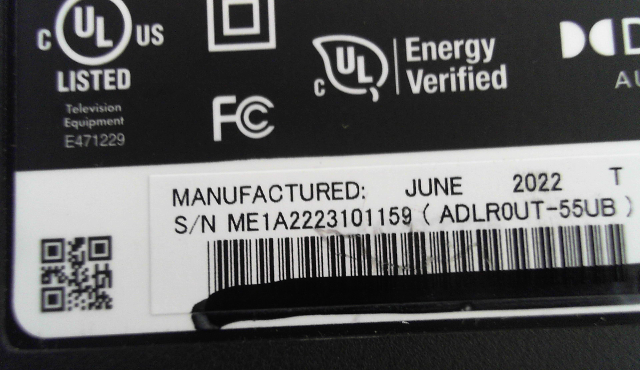 c UL US
LISTED
Television
Equipment
E471229
FC
c UL Energy
Verified
MANUFACTURED: JUNE 2022 T
S/N ME1A2223101159 ( ADLR0UT-55UB )